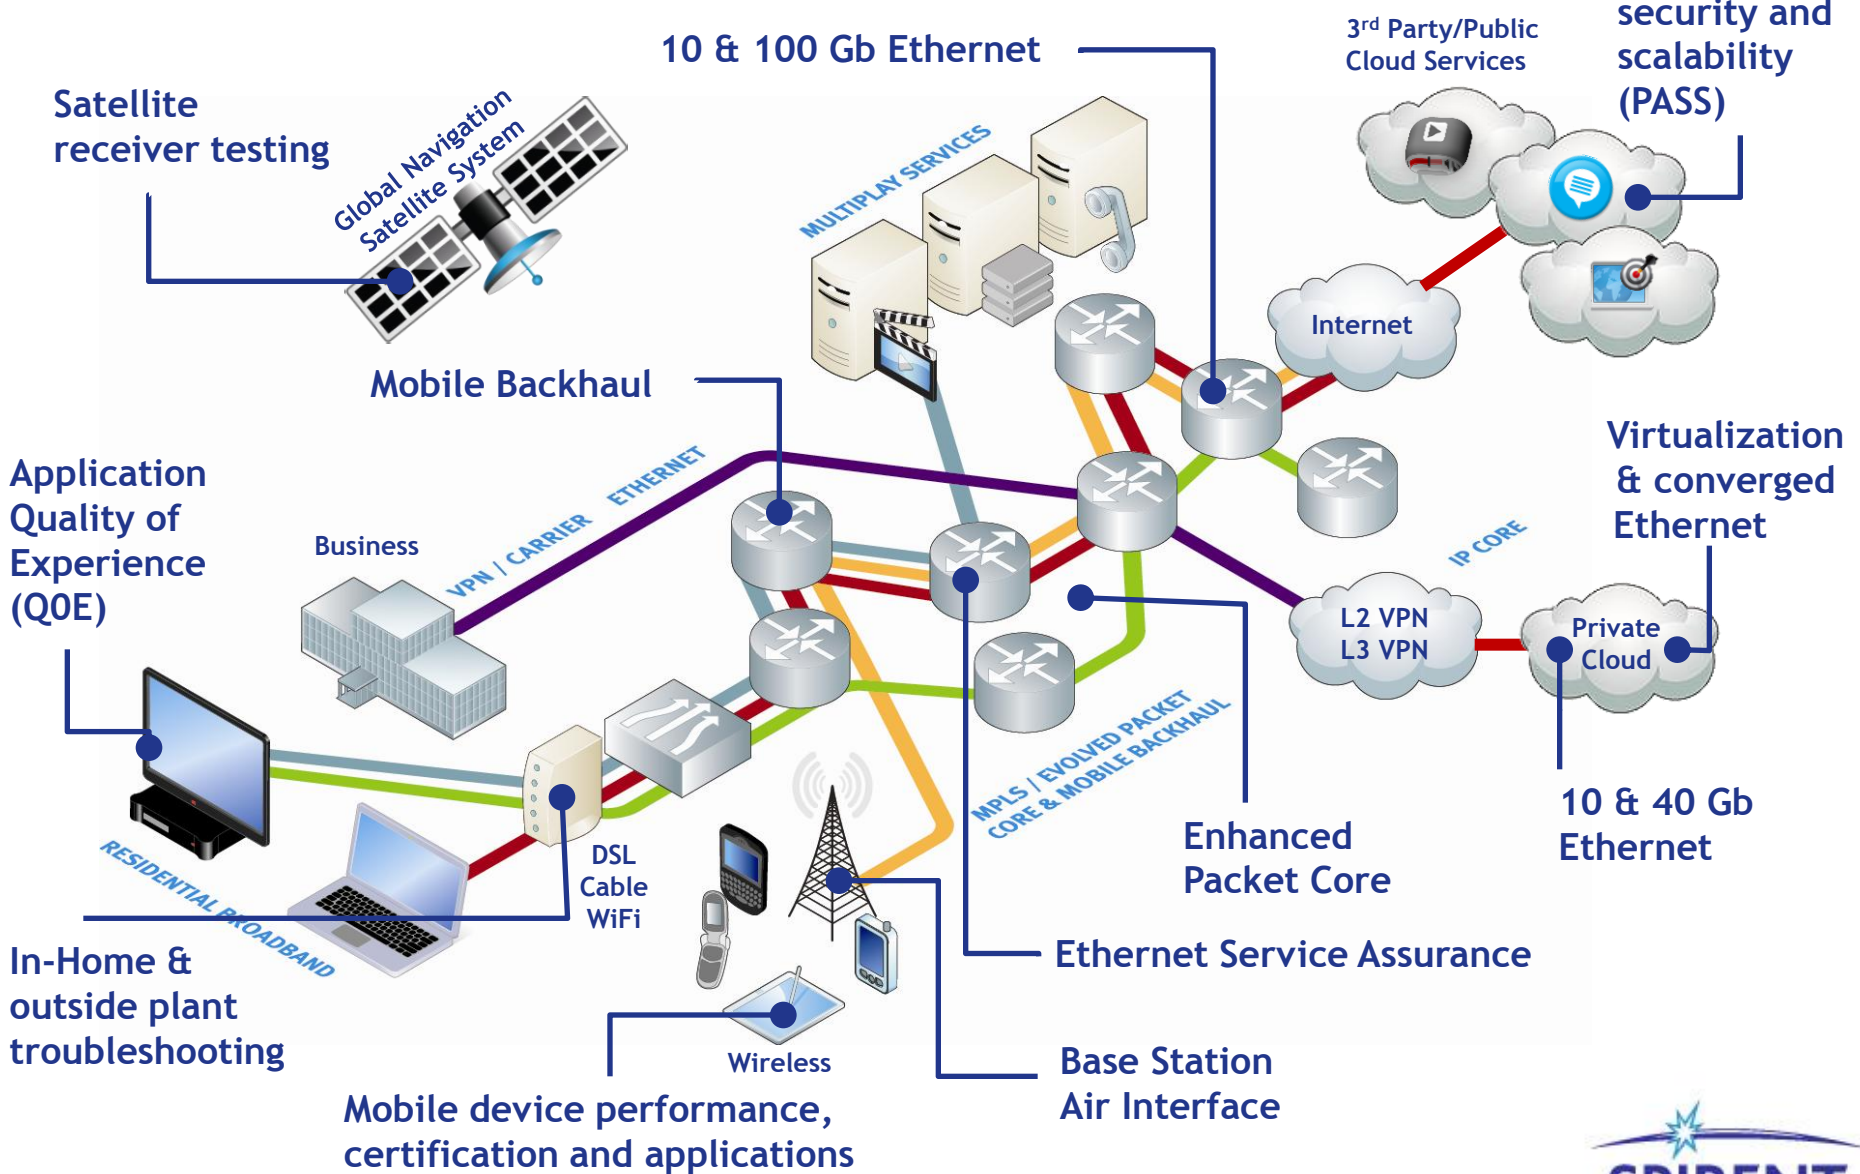 security and
scalability
(PASS)
3rd Party/Public
Cloud Services
10 & 100 Gb Ethernet
Satellite
receiver testing
Global Navigation
Satellite System
MULTIPLAY SERVICES
Internet
Mobile Backhaul
Virtualization
& converged
Ethernet
Application
Quality of
Experience
(Q0E)
Business
VPN / CARRIER ETHERNET
IP CORE
L2 VPN
L3 VPN
Private
Cloud
MPLS / EVOLVED PACKET
CORE & MOBILE BACKHAUL
10 & 40 Gb
Ethernet
Enhanced
Packet Core
DSL
Cable
WiFi
RESIDENTIAL BROADBAND
In-Home &
outside plant
troubleshooting
Ethernet Service Assurance
Wireless
Base Station
Air Interface
Mobile device performance,
certification and applications
SPIRENT